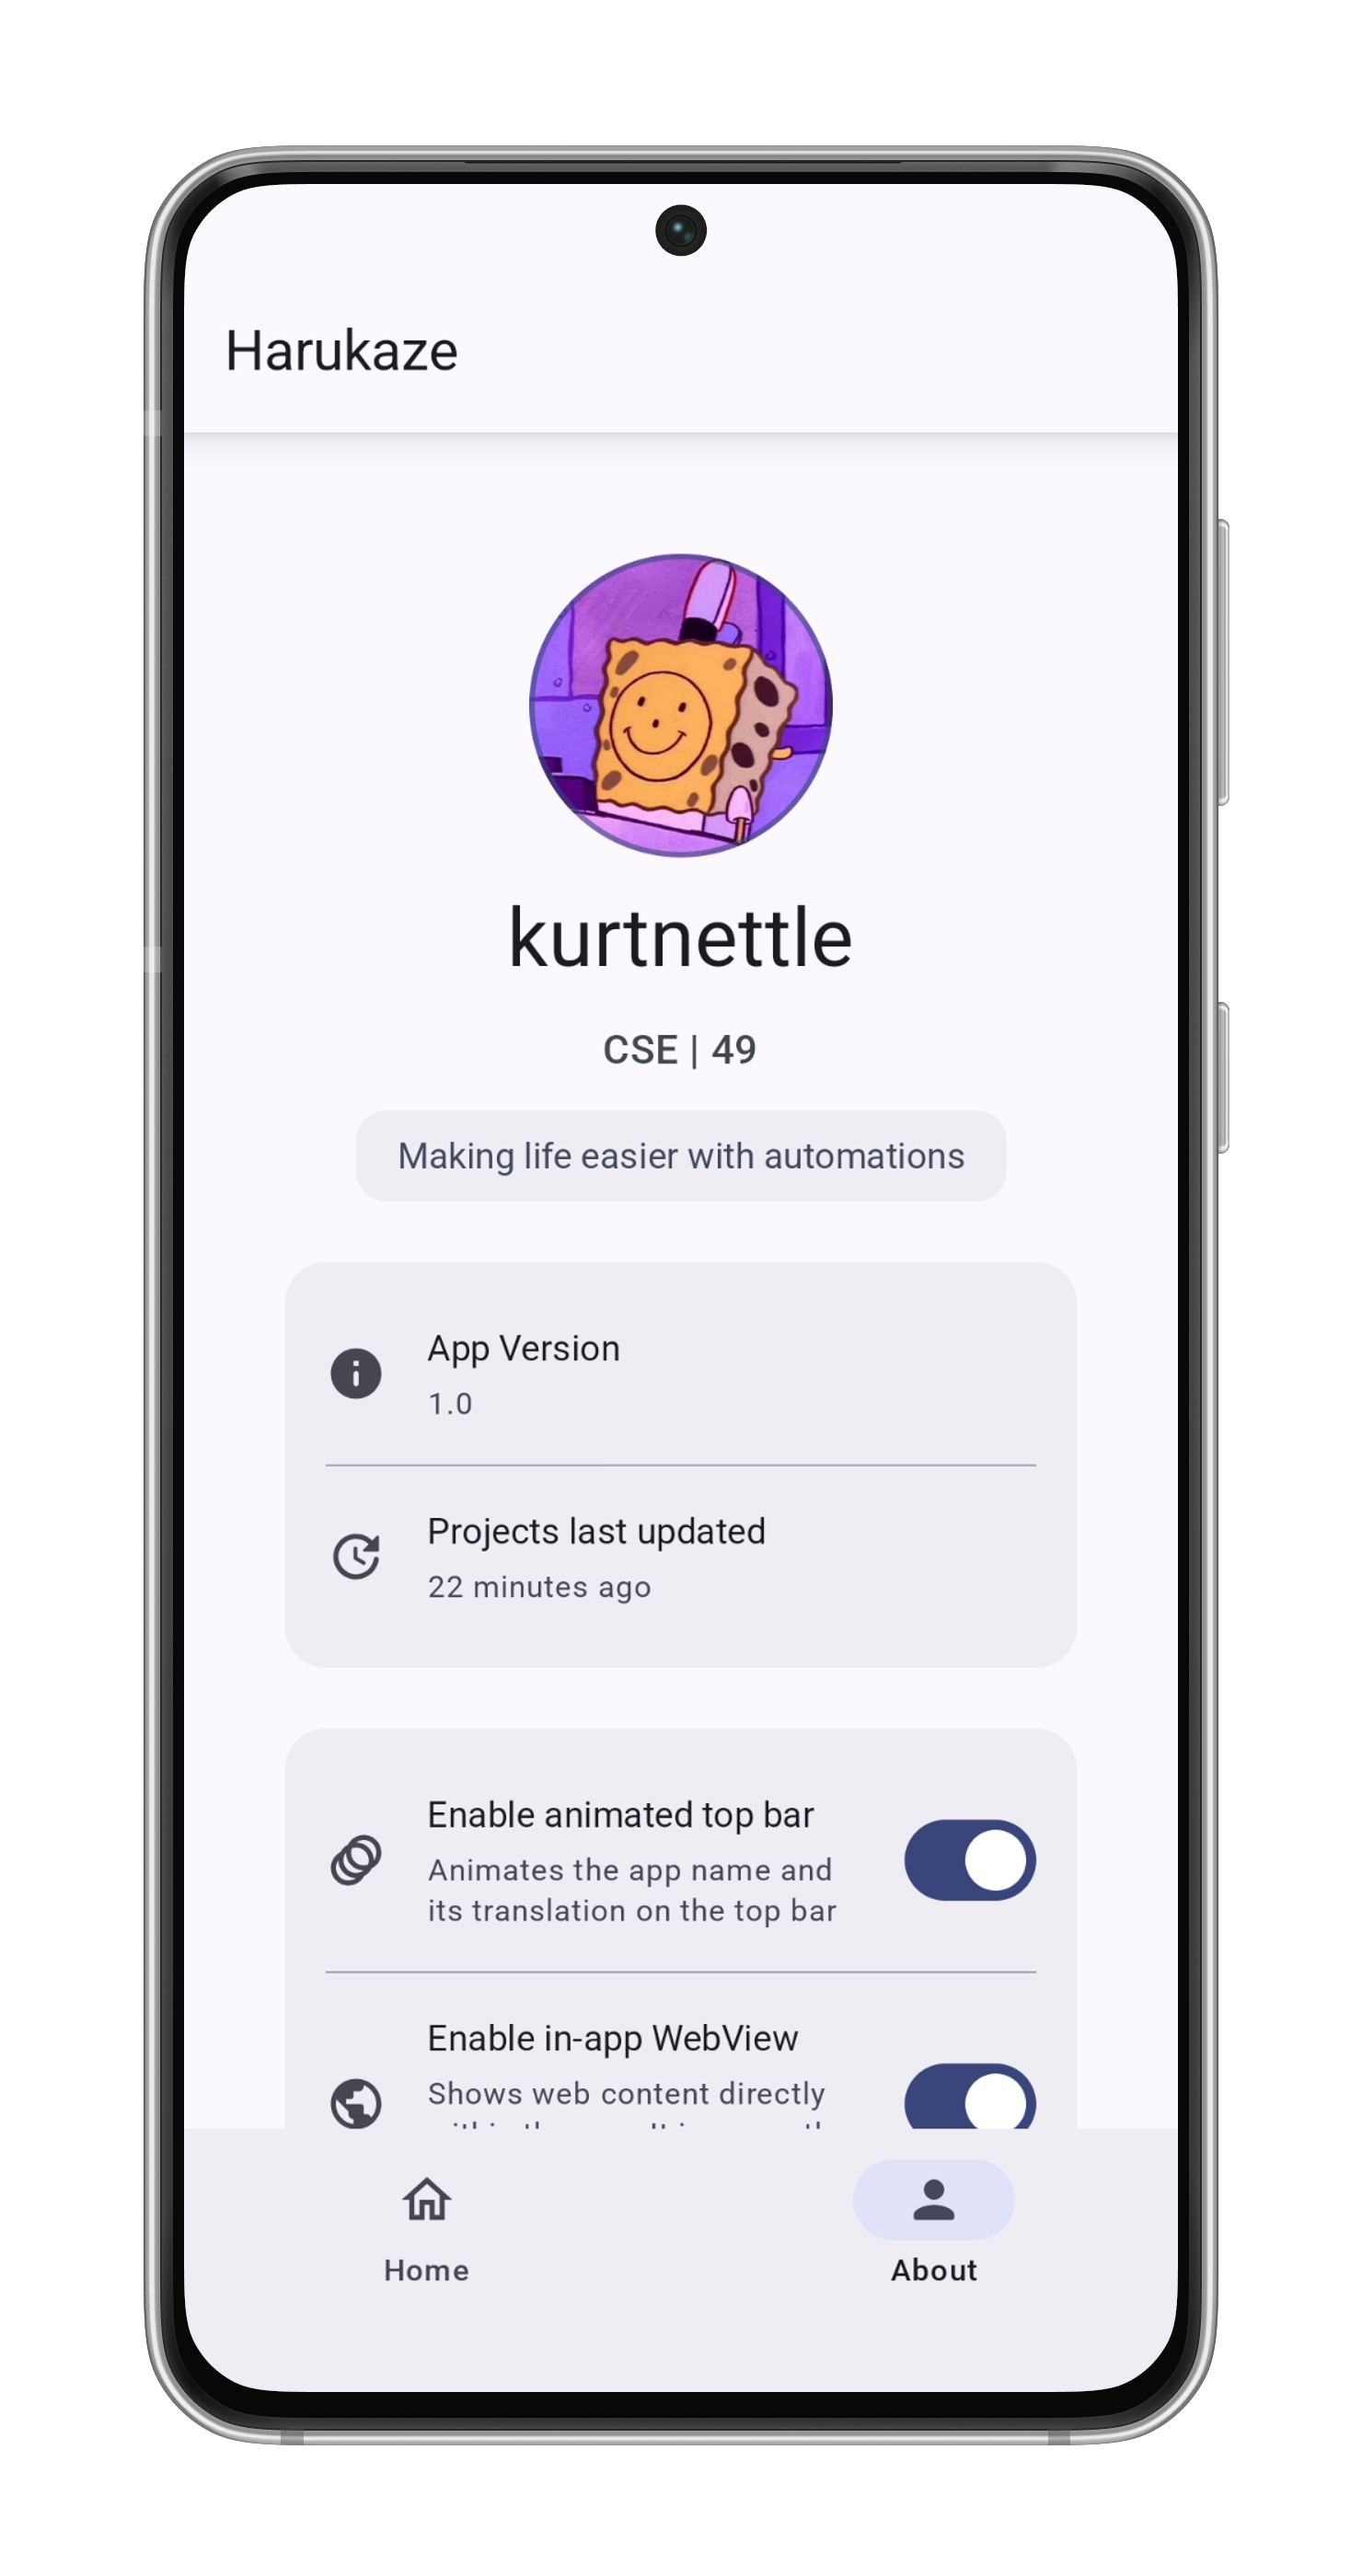 Harukaze
kurtnettle
CSE | 49
Making life easier with automations
App Version
1.0
Projects last updated
22 minutes ago
Enable animated top bar
Animates the app name and
its translation on the top bar
Enable in-app WebView
Shows web content directly
Home
About